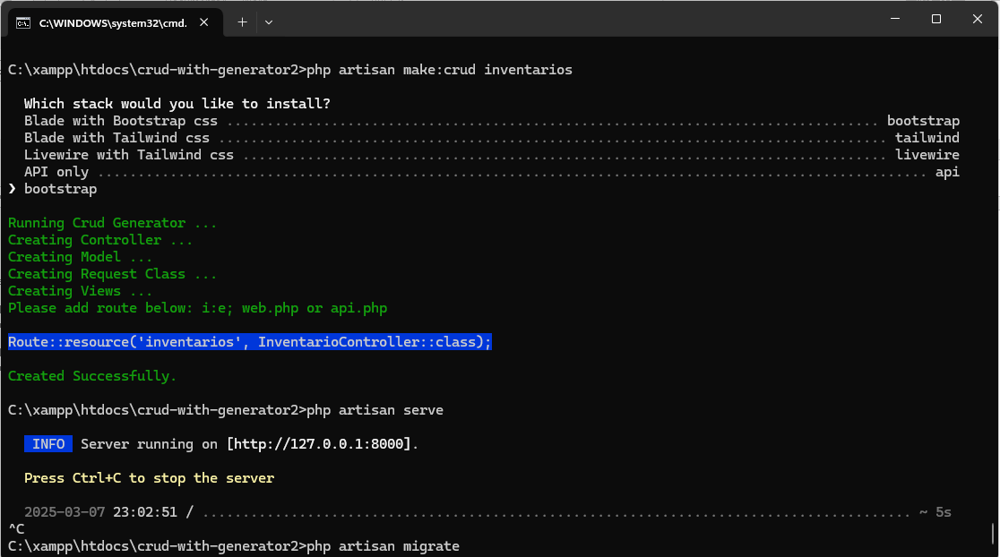 C:\WINDOWS\system32\cmd.
C:\xampp\htdocs\crud-with-generator2>php artisan make:crud inventarios
Which stack would you like to install?
Blade with Bootstrap css ................................................................................. bootstrap
Blade with Tailwind css ................................................................................... tailwind
Livewire with Tailwind css ................................................................................ livewire
API only ....................................................................................................... api
❯ bootstrap
Running Crud Generator ...
Creating Controller ...
Creating Model ...
Creating Request Class ...
Creating Views ...
Please add route below: i:e; web.php or api.php
Route::resource('inventarios', InventarioController::class);
Created Successfully.
C:\xampp\htdocs\crud-with-generator2>php artisan serve
INFO Server running on [http://127.0.0.1:8000].
Press Ctrl+C to stop the server
2025-03-07 23:02:51 / ........................................................................................ ~ 5s
^C
C:\xampp\htdocs\crud-with-generator2>php artisan migrate